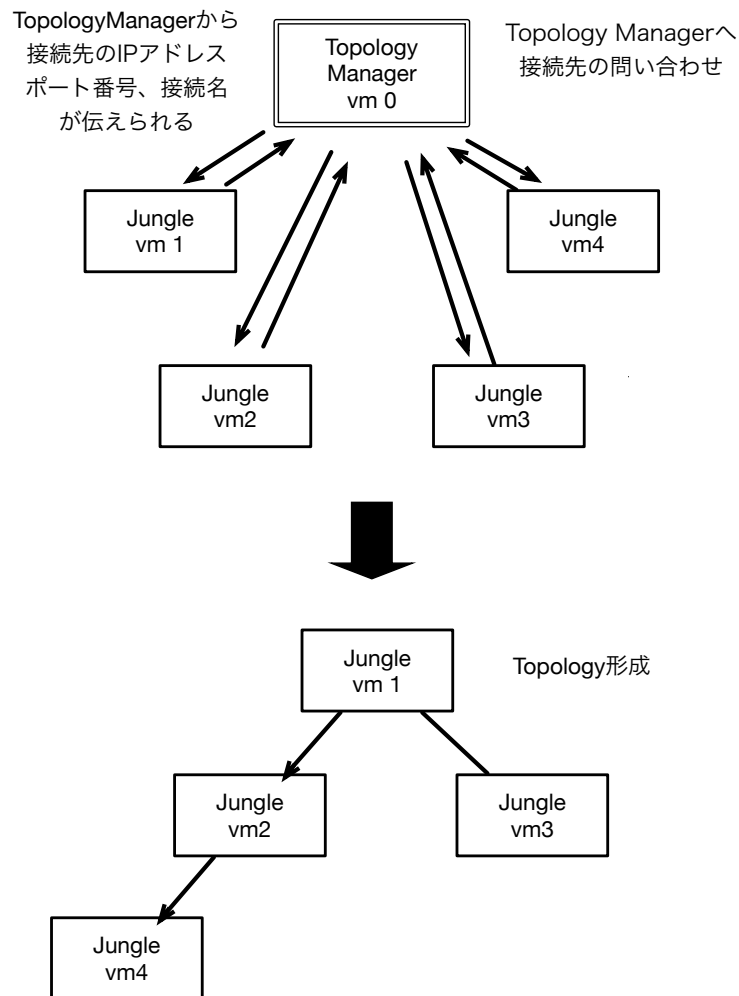 TopologyManagerから
接続先のIPアドレス
ポート番号、接続名
が伝えられる
Topology
Manager
vm 0
Topology Managerへ
接続先の問い合わせ
Jungle
vm 1
Jungle
vm4
Jungle
vm2
Jungle
vm3
Jungle
vm 1
Topology形成
Jungle
vm2
Jungle
vm3
Jungle
vm4